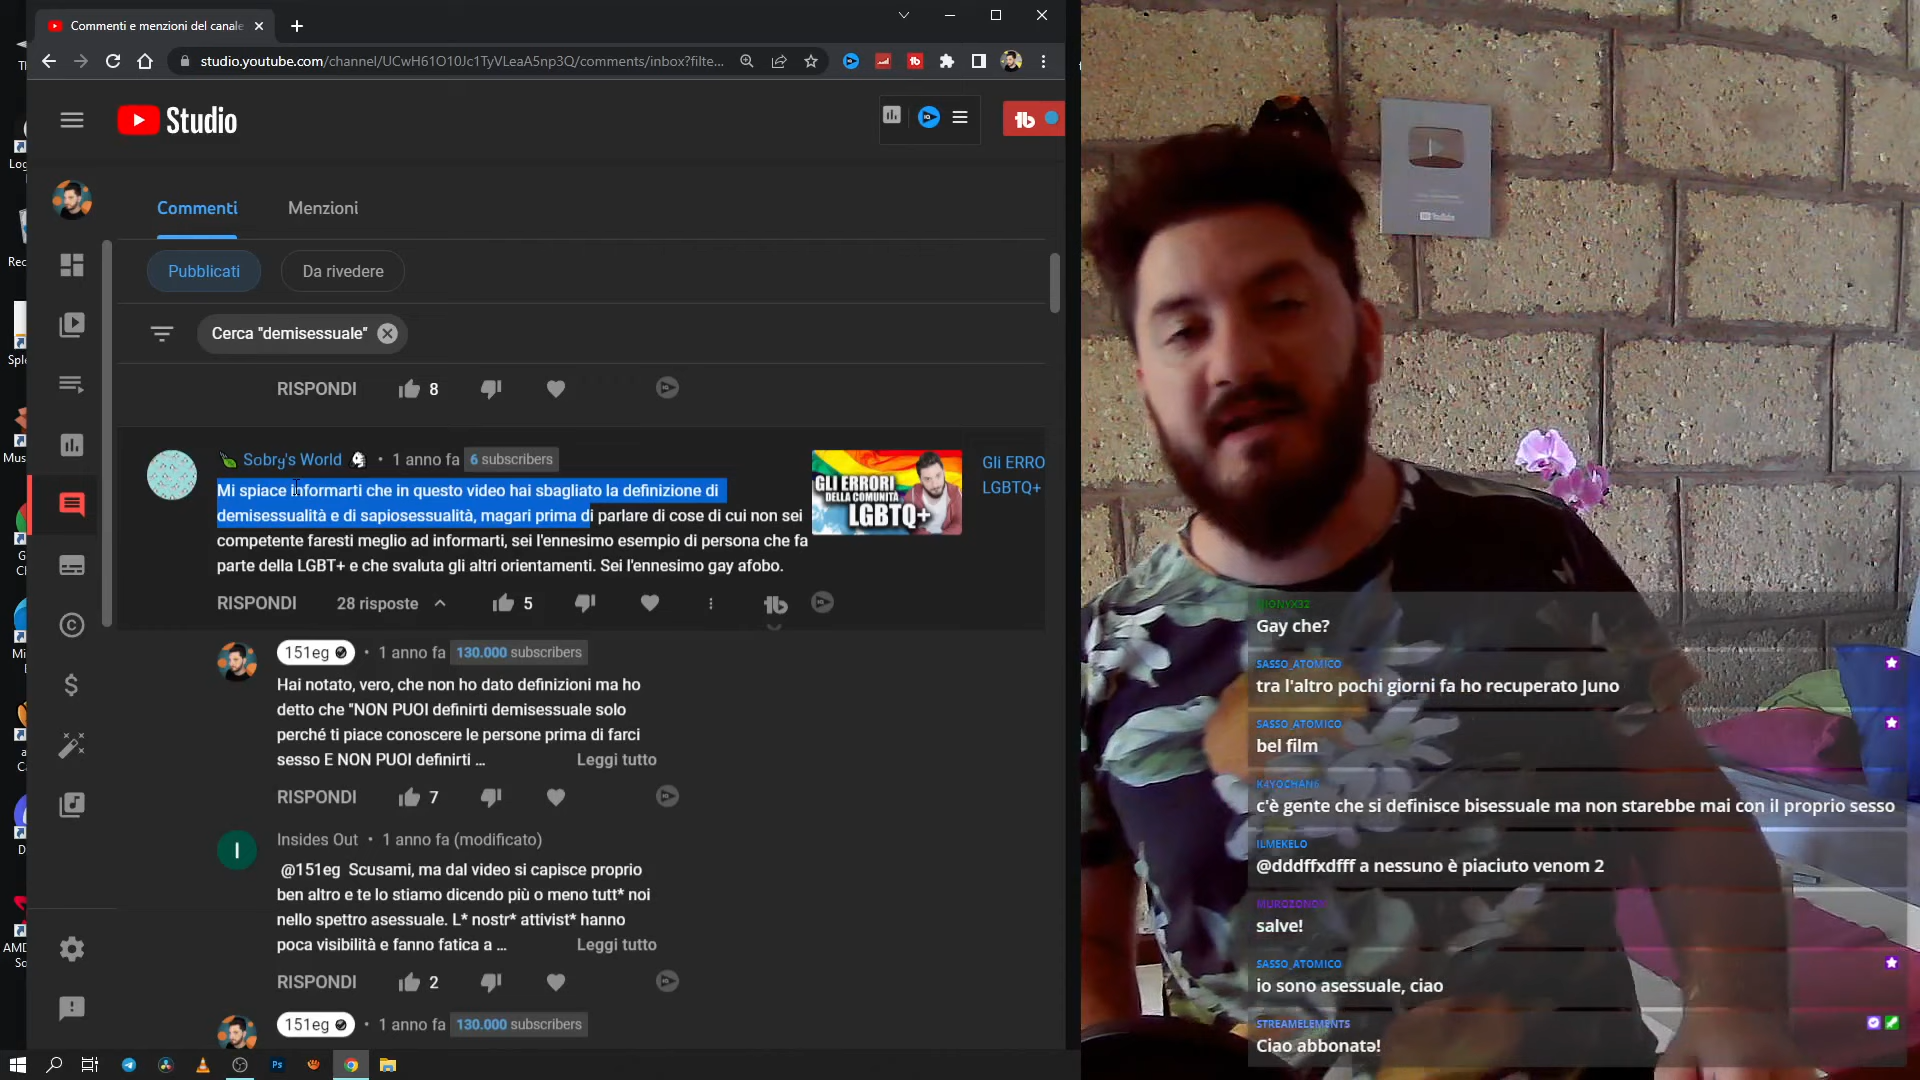 Commenti e menzioni del canale
studio.youtube.com/channel/UCwH61O10Jc1TyVLeaA5np3Q/comments/inbox?filte...
Studio
Commenti
Menzioni
Pubblicati
Da rivedere
Cerca "demisessuale"
RISPONDI
8
Sobry's World
• 1 anno fa
6 subscribers
Mi spiace informarti che in questo video hai sbagliato la definizione di
demisessualità e di sapiosessualità, magari prima di parlare di cose di cui non sei
competente faresti meglio ad informarti, sei l'ennesimo esempio di persona che fa
parte della LGBT+ e che svaluta gli altri orientamenti. Sei l'ennesimo gay afobo.
GLI ERRORI
DELLA COMUNITÀ
LGBTQ+
Gli ERRO
LGBTQ+
RISPONDI
28 risposte
5
151eg
• 1 anno fa
130.000 subscribers
Hai notato, vero, che non ho dato definizioni ma ho
detto che "NON PUOI definirti demisessuale solo
perché ti piace conoscere le persone prima di farci
sesso E NON PUOI definirti ...
Leggi tutto
RISPONDI
7
I
Insides Out • 1 anno fa (modificato)
@151eg Scusami, ma dal video si capisce proprio
ben altro e te lo stiamo dicendo più o meno tutt* noi
nello spettro asessuale. L* nostr* attivist* hanno
poca visibilità e fanno fatica a ...
Leggi tutto
RISPONDI
2
151eg
• 1 anno fa
130.000 subscribers
YouTube
Gay che?
SASSO_ATOMICO
tra l'altro pochi giorni fa ho recuperato Juno
SASSO_ATOMICO
bel film
c'è gente che si definisce bisessuale ma non starebbe mai con il proprio sesso
ILMEKELO
@dddffxdfff a nessuno è piaciuto venom 2
salve!
SASSO_ATOMICO
io sono asessuale, ciao
STREAMELEMENTS
Ciao abbonatə!